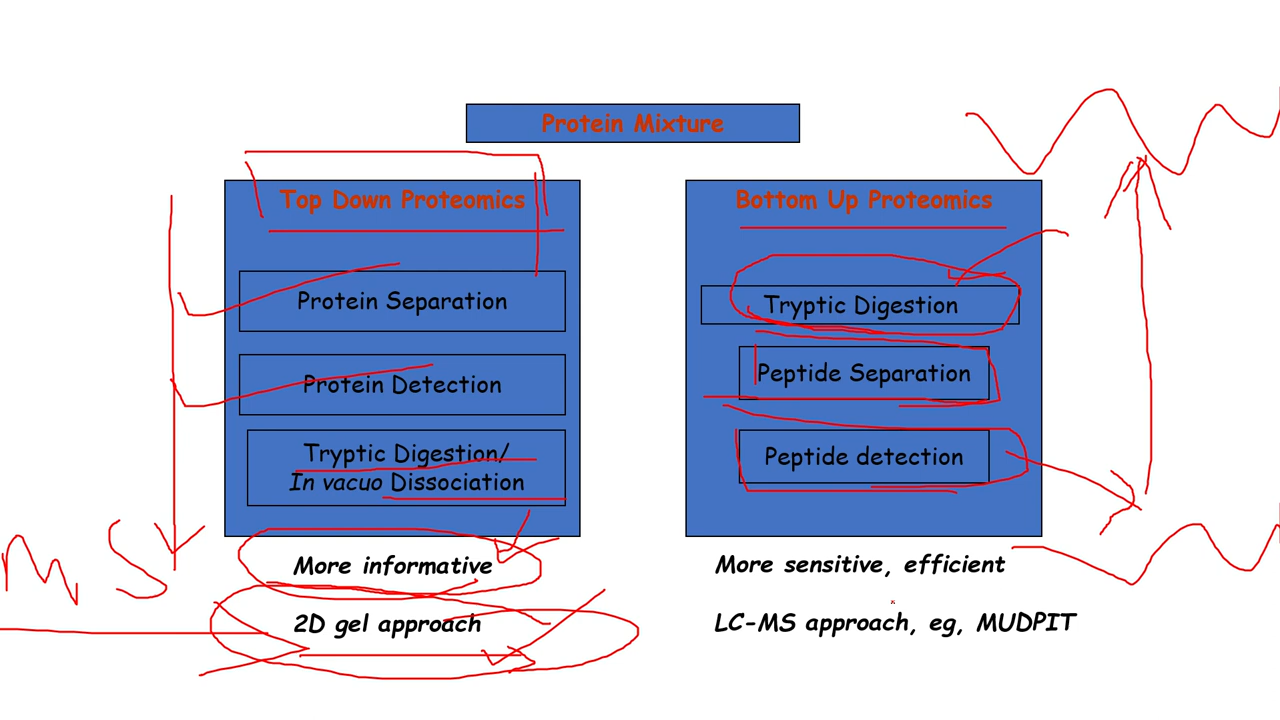 Protein Mixture
Top Down Proteomics
Protein Separation
Protein Detection
Tryptic Digestion/
In vacuo Dissociation
More informative
2D gel approach
MS
Bottom Up Proteomics
Tryptic Digestion
Peptide Separation
Peptide detection
More sensitive, efficient
LC-MS approach, eg, MUDPIT